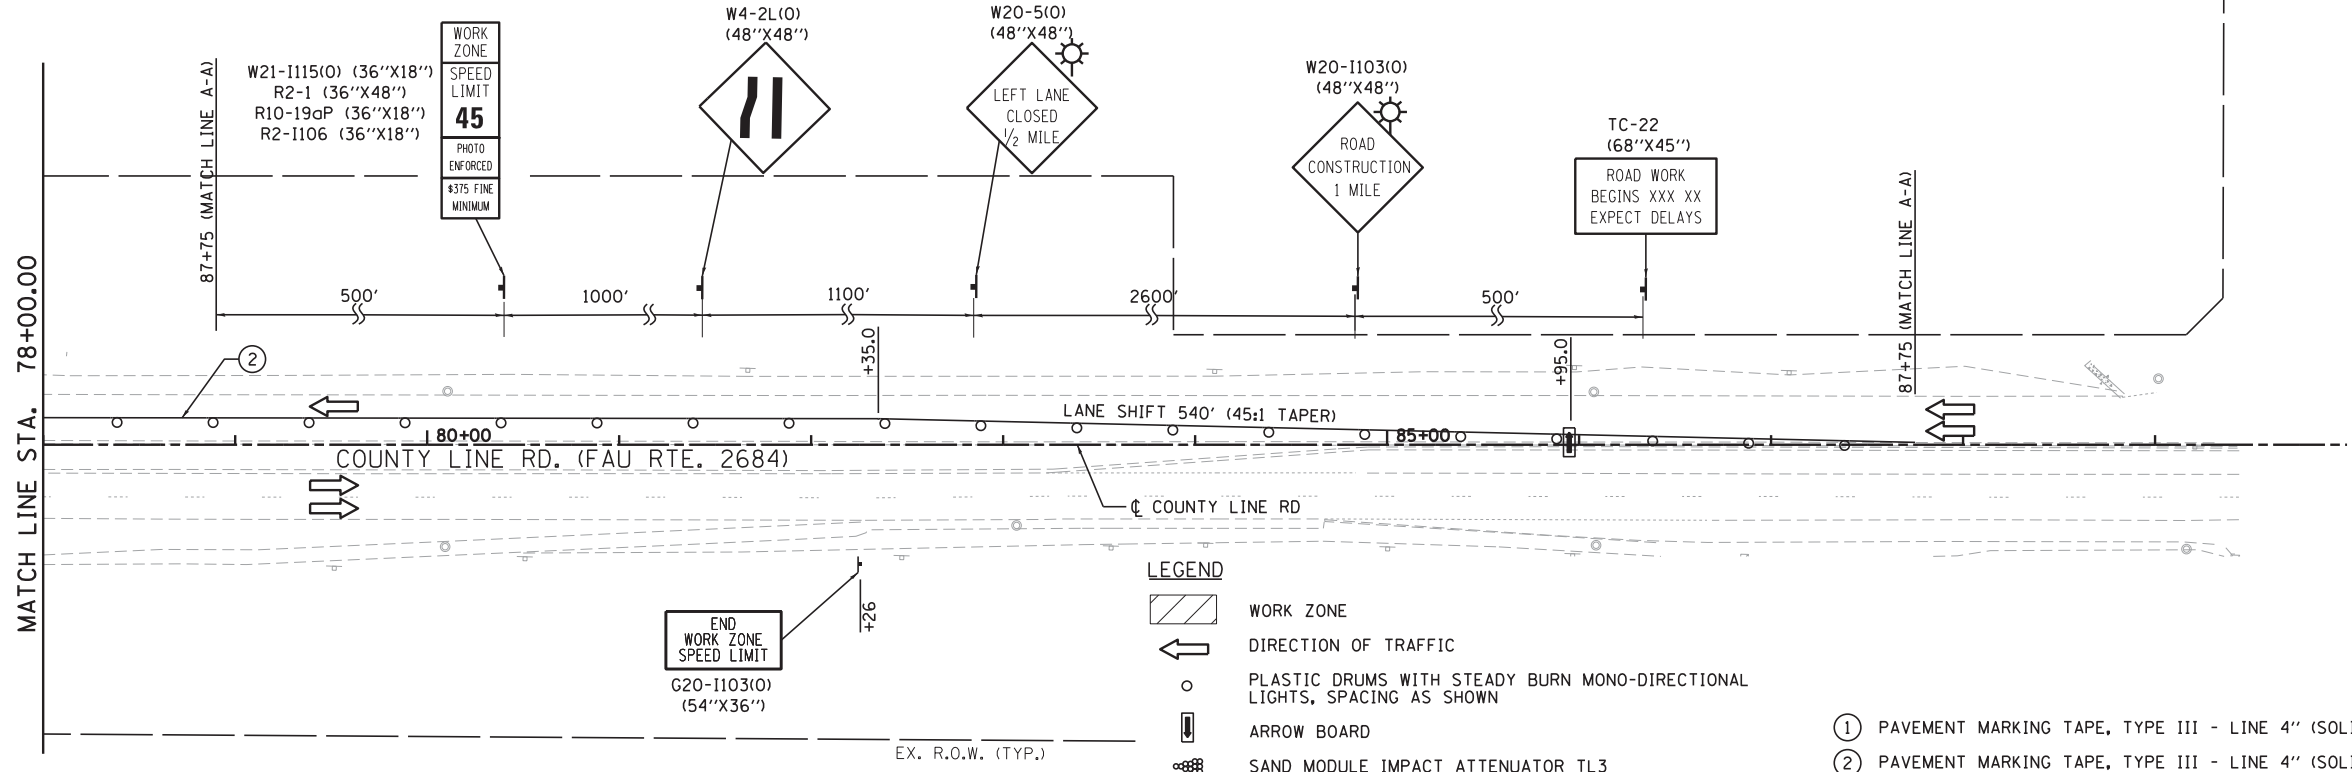 W4-2L(O)
(48"X48")
W20-5(O)
(48"X48")
W20-I103(O)
(48"X48")
TC-22
(68"X45")
W21-I115(O) (36"X18")
R2-1 (36"X48")
R10-19aP (36"X18")
R2-I106 (36"X18")
WORK
ZONE
SPEED
LIMIT
45
PHOTO
ENFORCED
$375 FINE
MINIMUM
LEFT LANE
CLOSED
1/2 MILE
ROAD
CONSTRUCTION
1 MILE
ROAD WORK
BEGINS XXX XX
EXPECT DELAYS
87+75 (MATCH LINE A-A)
87+75 (MATCH LINE A-A)
MATCH LINE STA. 78+00.00
500'
1000'
1100'
2600'
500'
+35.0
+95.0
2
LANE SHIFT 540' (45:1 TAPER)
80+00
85+00
COUNTY LINE RD. (FAU RTE. 2684)
℄ COUNTY LINE RD
+26
END
WORK ZONE
SPEED LIMIT
G20-I103(O)
(54"X36")
EX. R.O.W. (TYP.)
LEGEND
WORK ZONE
DIRECTION OF TRAFFIC
PLASTIC DRUMS WITH STEADY BURN MONO-DIRECTIONAL
LIGHTS, SPACING AS SHOWN
ARROW BOARD
SAND MODULE IMPACT ATTENUATOR TL3
1 PAVEMENT MARKING TAPE, TYPE III - LINE 4" (SOLI
2 PAVEMENT MARKING TAPE, TYPE III - LINE 4" (SOLI